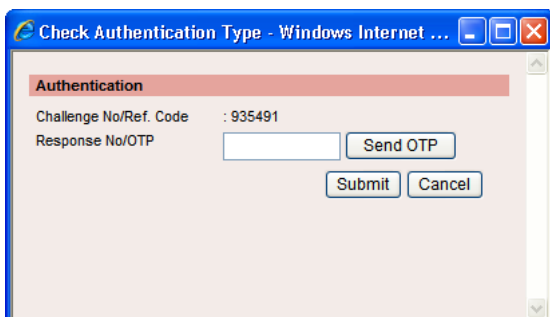 Check Authentication Type - Windows Internet ...
Authentication
Challenge No/Ref. Code : 935491
Response No/OTP Send OTP
Submit Cancel